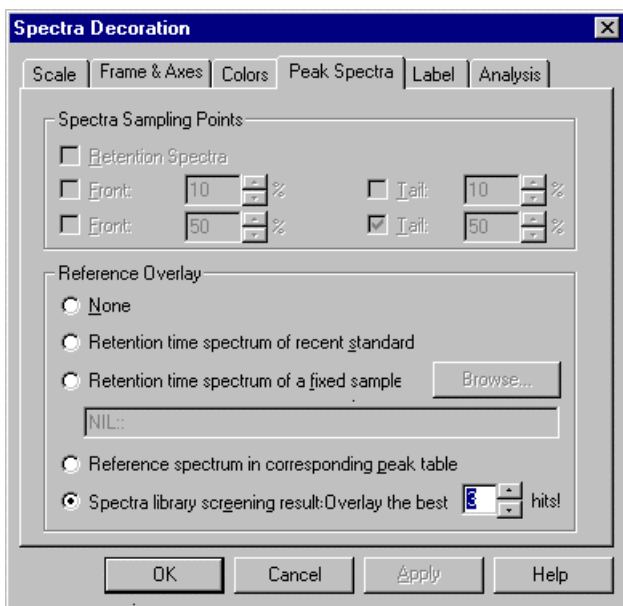 Spectra Decoration
Scale Frame & Axes Colors Peak Spectra Label Analysis
Spectra Sampling Points
Retention Spectra
Front: 10 % Tail: 10 %
Front: 50 % Tail: 50 %
Reference Overlay
None
Retention time spectrum of recent standard
Retention time spectrum of a fixed sample Browse...
NIL::
Reference spectrum in corresponding peak table
Spectra library screening result:Overlay the best 3 hits!
OK Cancel Apply Help